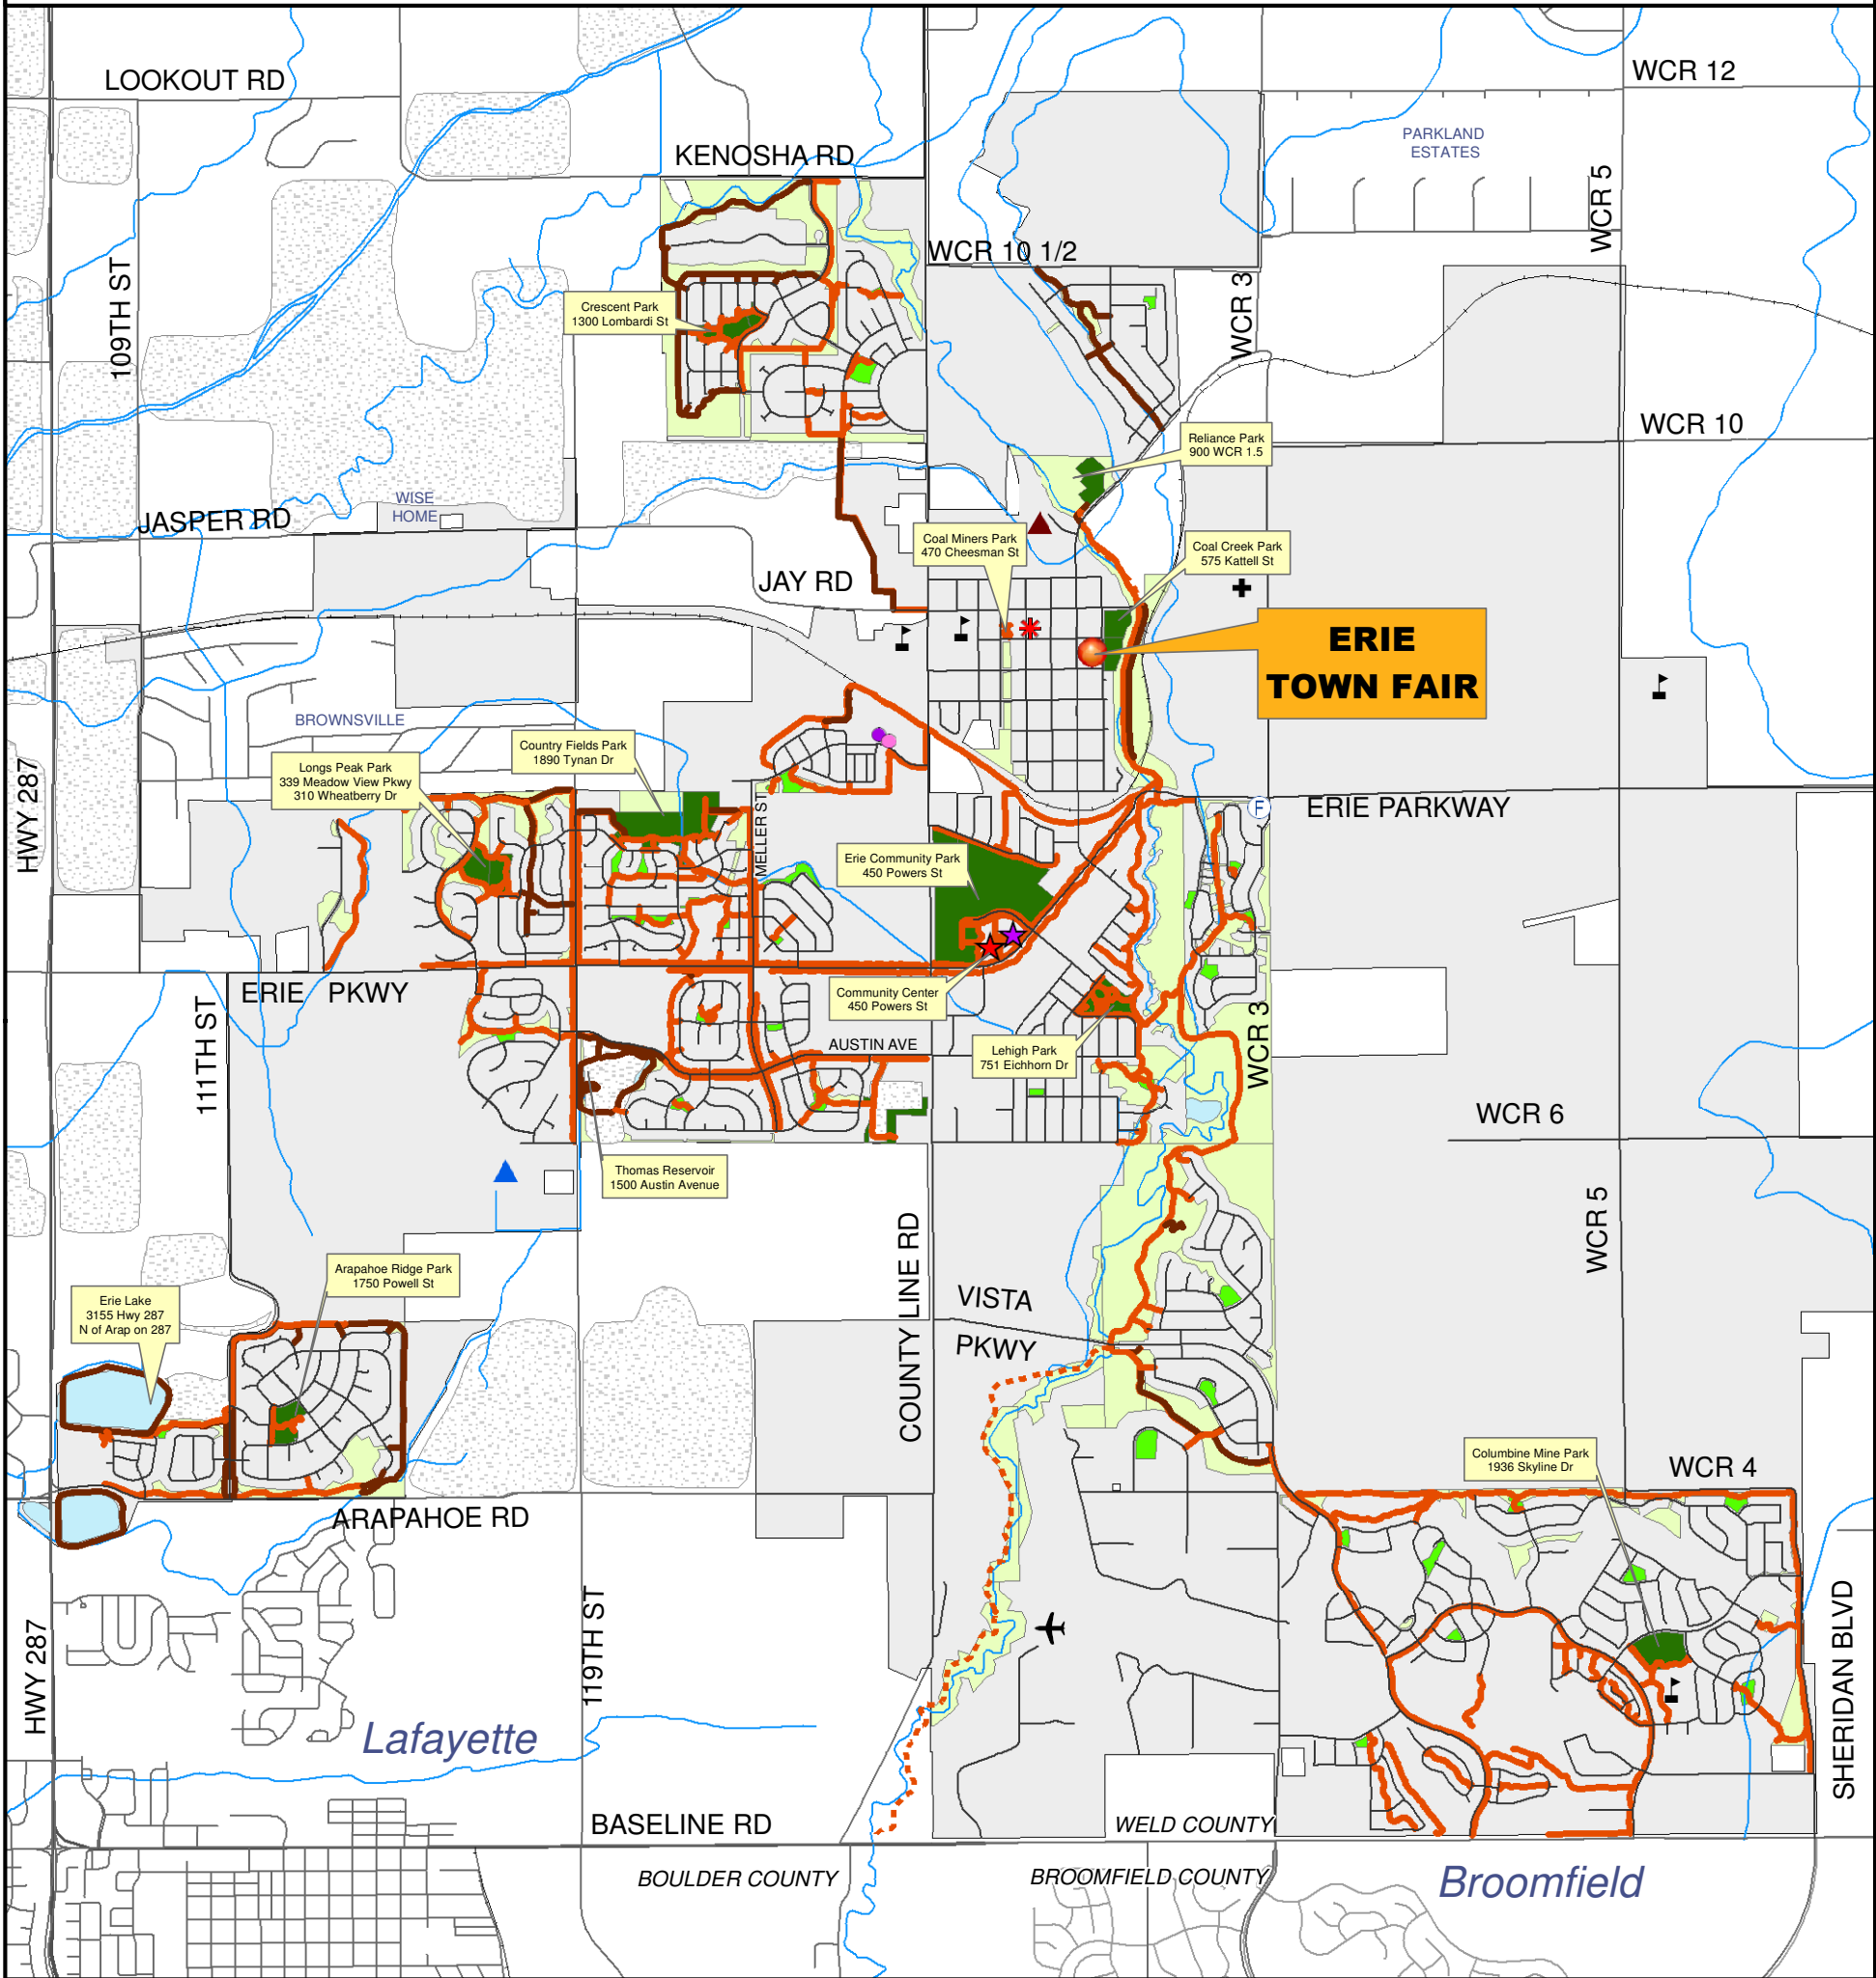 LOOKOUT RD
WCR 12
PARKLAND
ESTATES
KENOSHA RD
WCR 5
109TH ST
WCR 10 1/2
WCR 3
Crescent Park
1300 Lombardi St
WCR 10
Reliance Park
900 WCR 1.5
WISE
HOME
JASPER RD
Coal Miners Park
470 Cheesman St
Coal Creek Park
575 Kattell St
JAY RD
ERIE
TOWN FAIR
BROWNSVILLE
Country Fields Park
1890 Tynan Dr
Longs Peak Park
339 Meadow View Pkwy
310 Wheatberry Dr
HWY 287
MELLER ST
F
ERIE PARKWAY
Erie Community Park
450 Powers St
ERIE PKWY
111TH ST
Community Center
450 Powers St
AUSTIN AVE
Lehigh Park
751 Eichhorn Dr
WCR 3
WCR 6
Thomas Reservoir
1500 Austin Avenue
WCR 5
COUNTY LINE RD
Arapahoe Ridge Park
1750 Powell St
Erie Lake
3155 Hwy 287
N of Arap on 287
VISTA
PKWY
Columbine Mine Park
1936 Skyline Dr
WCR 4
ARAPAHOE RD
119TH ST
HWY 287
SHERIDAN BLVD
Lafayette
BASELINE RD
WELD COUNTY
BOULDER COUNTY
BROOMFIELD COUNTY
Broomfield